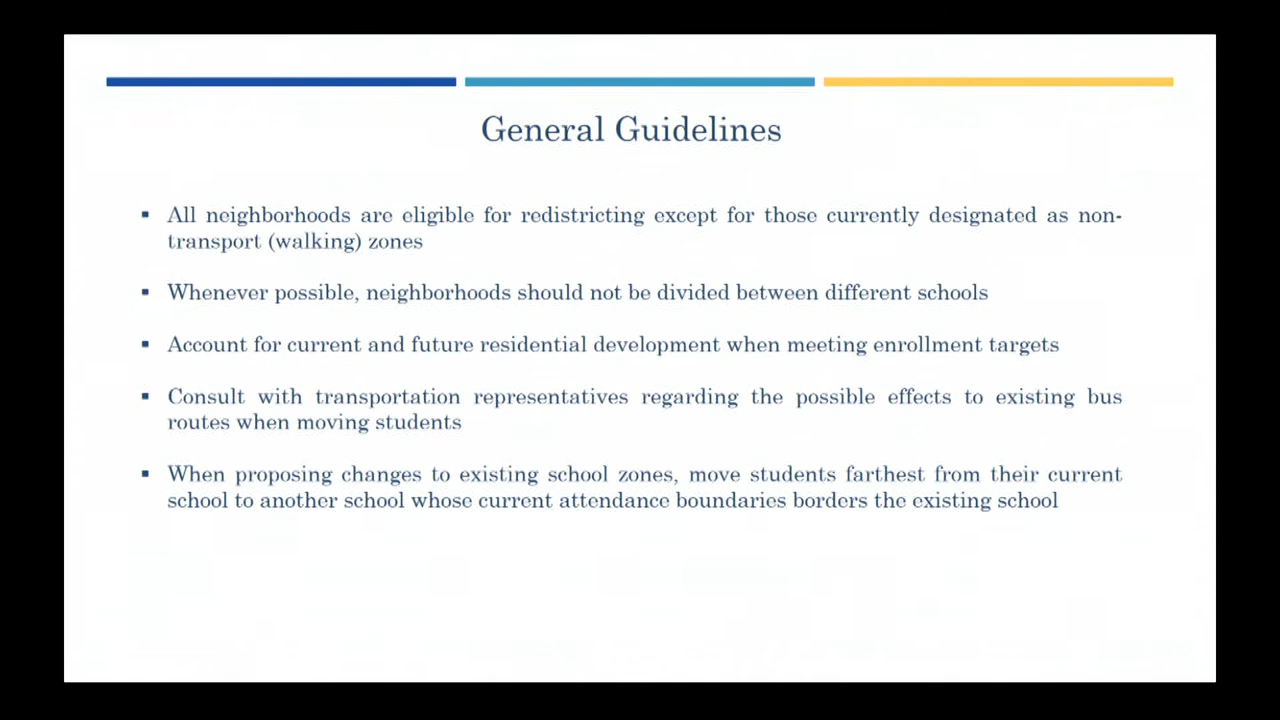 General Guidelines
▪ All neighborhoods are eligible for redistricting except for those currently designated as non-
transport (walking) zones
▪ Whenever possible, neighborhoods should not be divided between different schools
▪ Account for current and future residential development when meeting enrollment targets
▪ Consult with transportation representatives regarding the possible effects to existing bus
routes when moving students
▪ When proposing changes to existing school zones, move students farthest from their current
school to another school whose current attendance boundaries borders the existing school